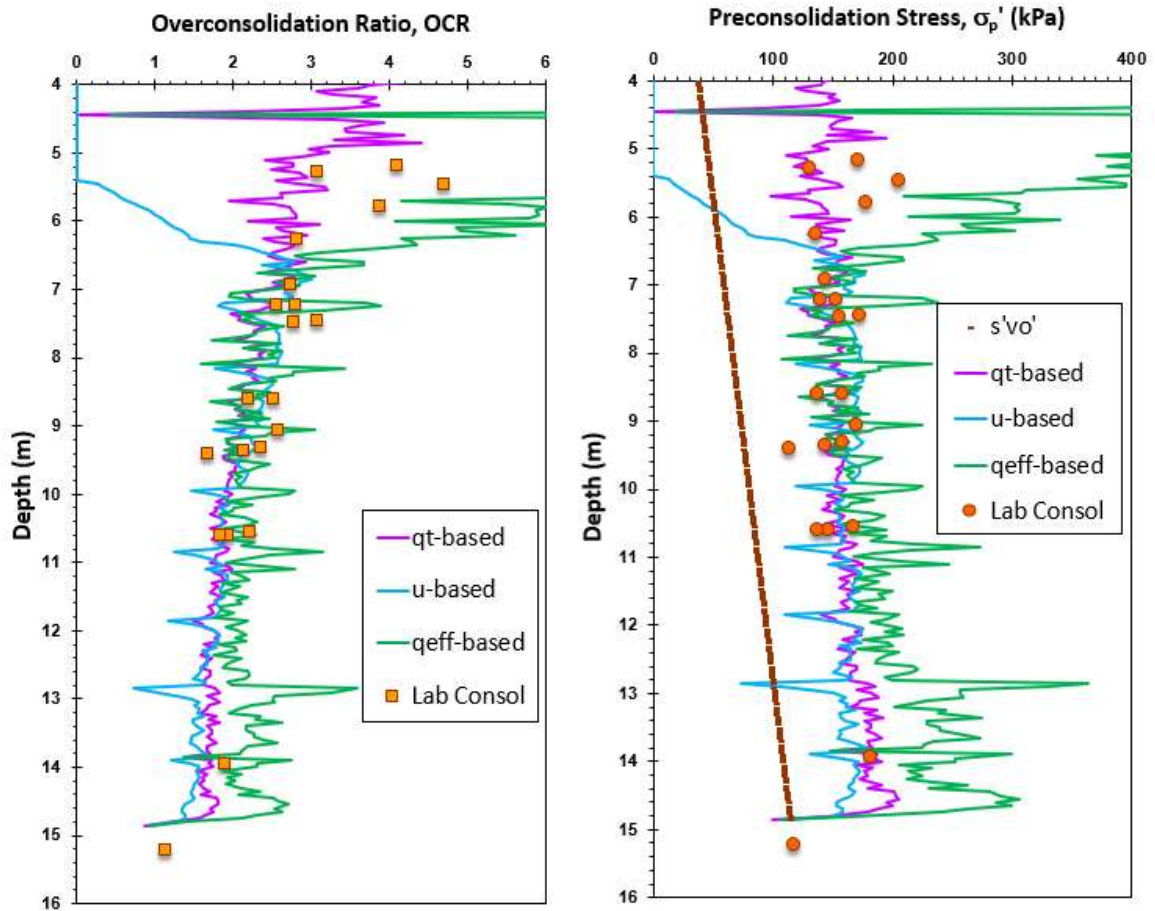 Overconsolidation Ratio, OCR
0 1 2 3 4 5 6
4
5
6
7
8
9
10
11
12
13
14
15
16
Depth (m)
qt-based
u-based
qeff-based
Lab Consol
Preconsolidation Stress, σp' (kPa)
0 100 200 300 400
4
5
6
7
8
9
10
11
12
13
14
15
16
Depth (m)
s'vo'
qt-based
u-based
qeff-based
Lab Consol